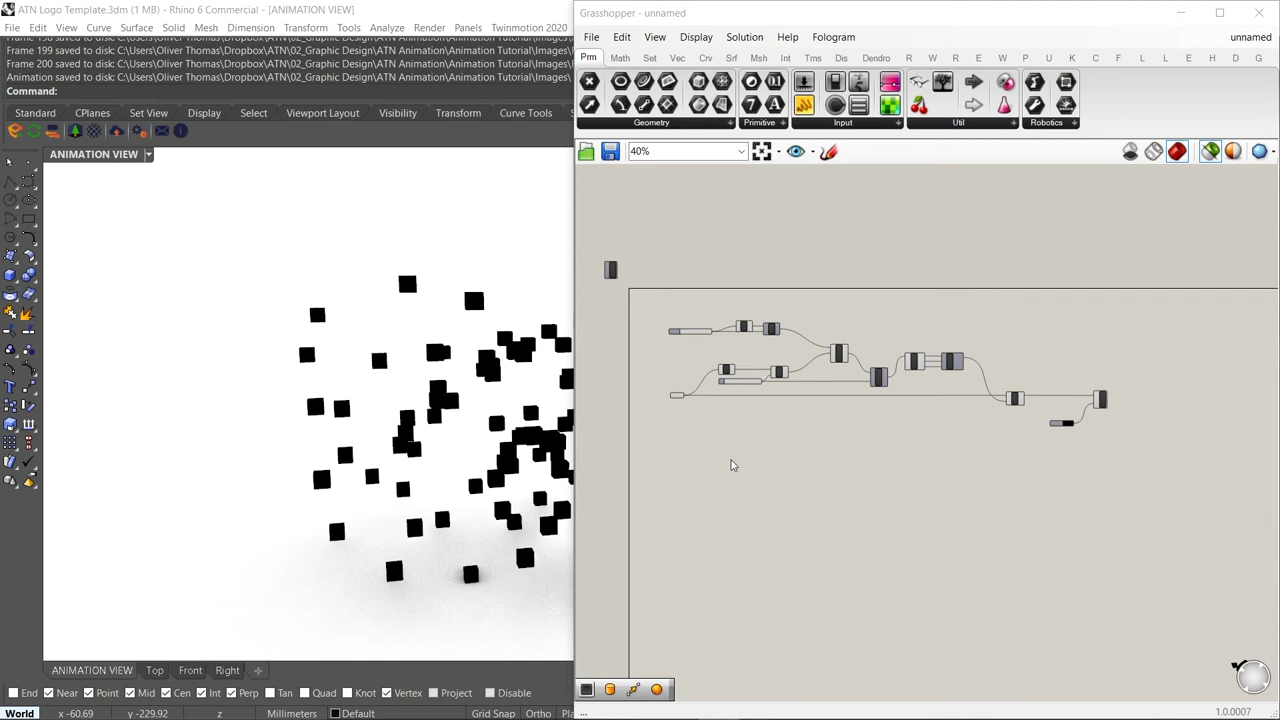 ATN Logo Template.3dm (1 MB) - Rhino 6 Commercial - [ANIMATION VIEW]
File Edit View Curve Surface Solid Mesh Dimension Transform Tools Analyze Render Panels Twinmotion 2020
Frame 199 saved to disk: C:\Users\Oliver Thomas\Dropbox\ATN\02_Graphic Design\ATN Animation\Animation Tutorial\Images\
Frame 200 saved to disk: C:\Users\Oliver Thomas\Dropbox\ATN\02_Graphic Design\ATN Animation\Animation Tutorial\Images\
Animation saved to disk: C:\Users\Oliver Thomas\Dropbox\ATN\02_Graphic Design\ATN Animation\Animation Tutorial\Images\
Command:
Standard CPlanes Set View Display Select Viewport Layout Visibility Transform Curve Tools
ANIMATION VIEW
ANIMATION VIEW Top Front Right
End Near Point Mid Cen Int Perp Tan Quad Knot Vertex Project Disable
World x -60.69 y -229.92 z Millimeters Default Grid Snap Ortho Pla
Grasshopper - unnamed
File Edit View Display Solution Help Fologram unnamed
Prm Math Set Vec Crv Srf Msh Int Trns Dis Dendro R W R E W S L L S P M K A C F H D G
Geometry Primitive Input Util Robotics
40%
...
1.0.0007